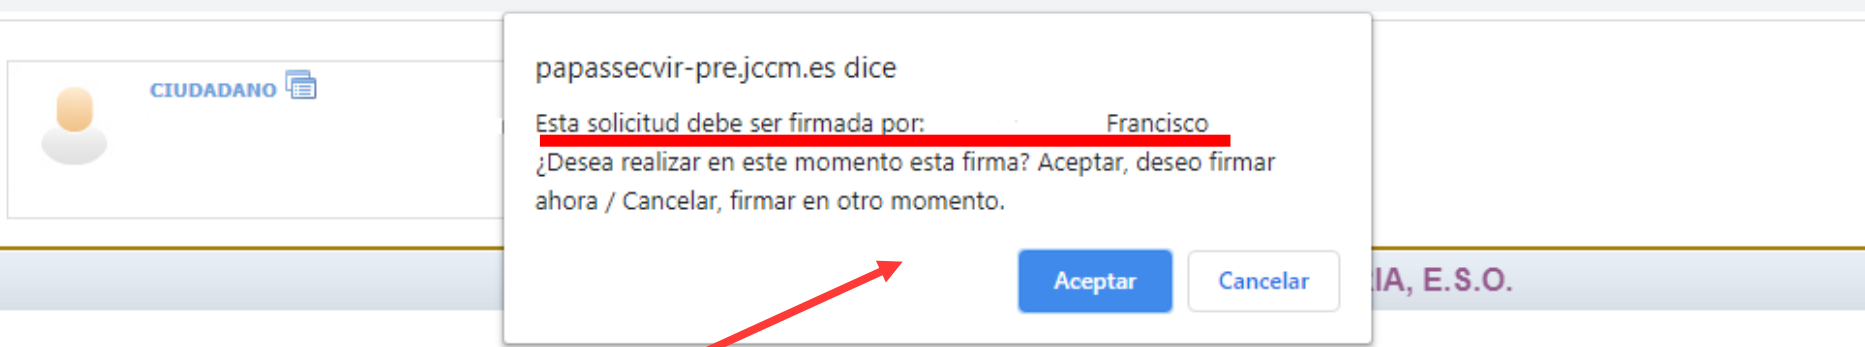 CIUDADANO
papassecvir-pre.jccm.es dice
Esta solicitud debe ser firmada por: Francisco
¿Desea realizar en este momento esta firma? Aceptar, deseo firmar
ahora / Cancelar, firmar en otro momento.
Aceptar Cancelar
IA, E.S.O.